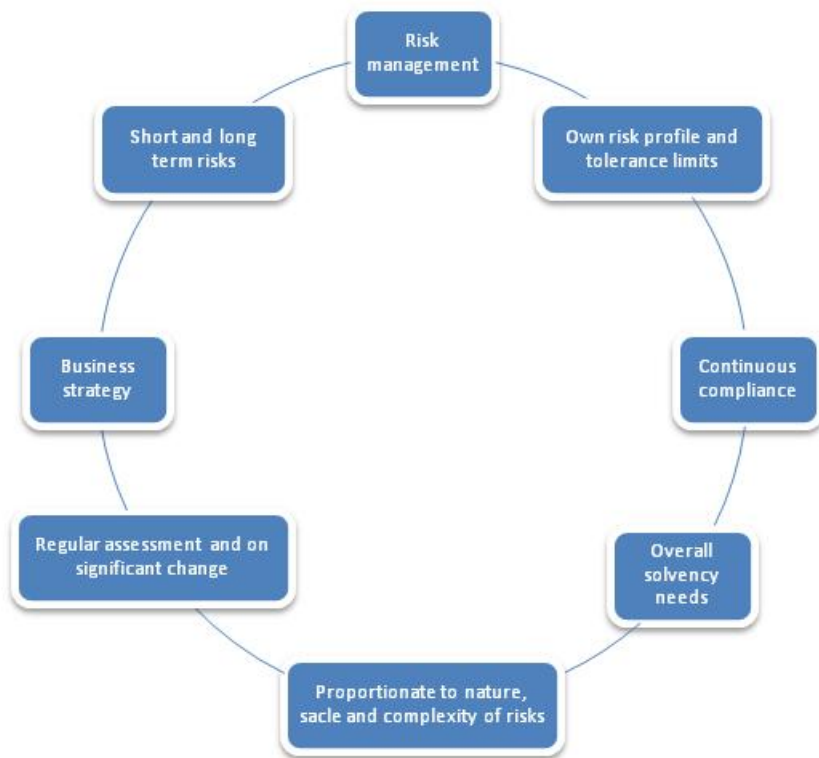 Risk
management
Own risk profile and
tolerance limits
Continuous
compliance
Overall
solvency
needs
Proportionate to nature,
sacle and complexity of risks
Regular assessment and on
significant change
Business
strategy
Short and long
term risks